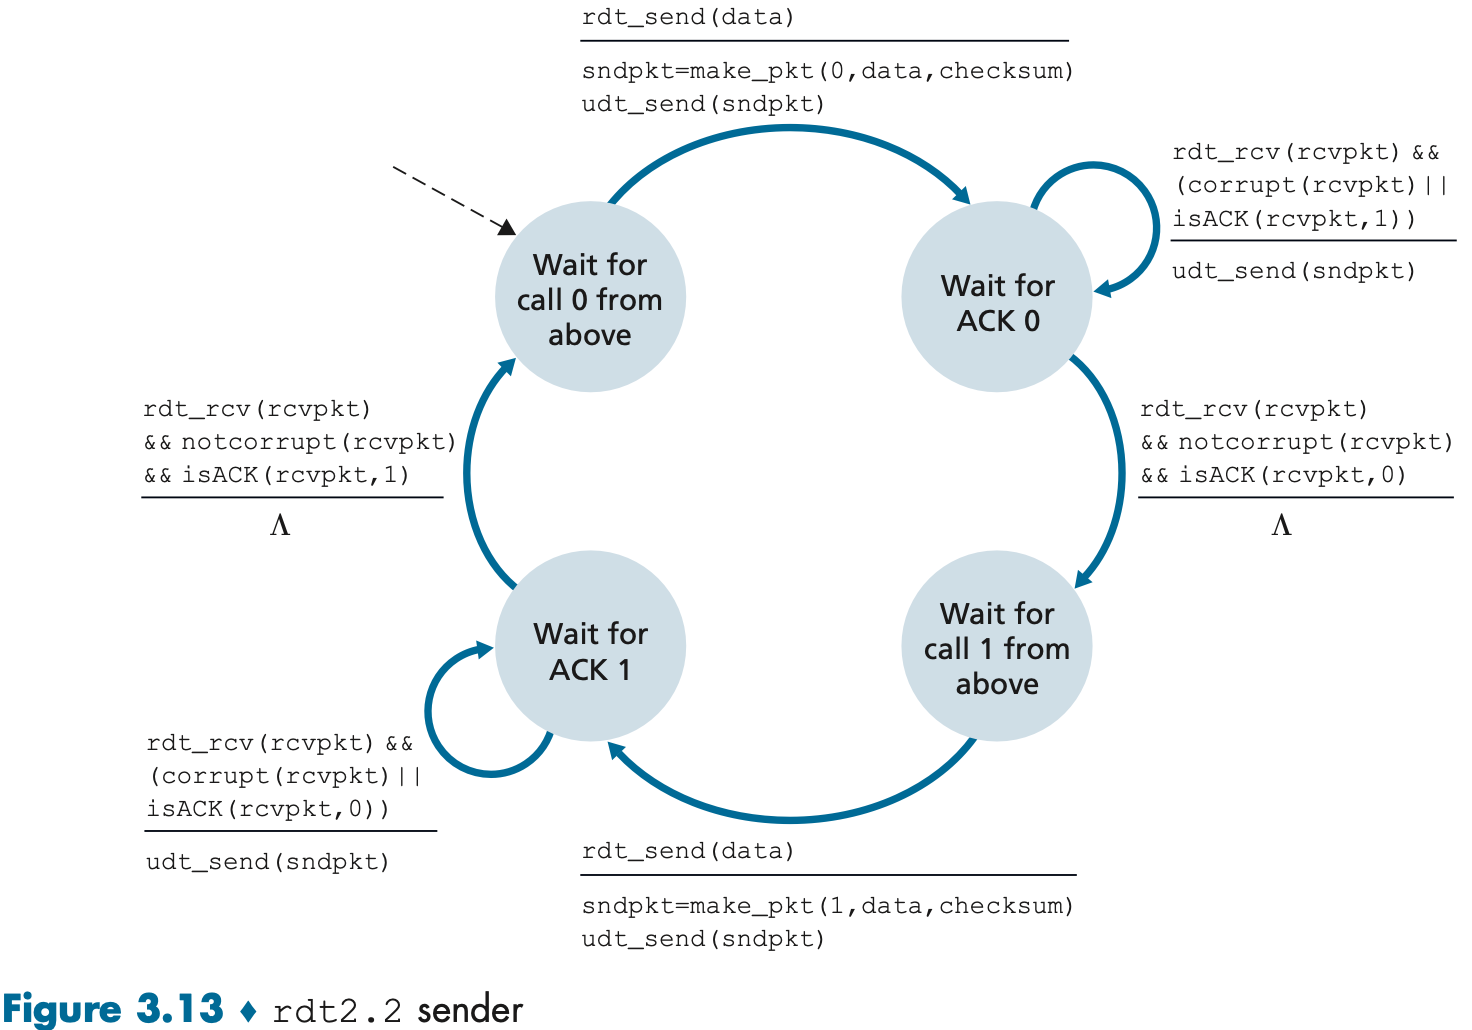 rdt_send(data)
sndpkt=make_pkt(0,data,checksum)
udt_send(sndpkt)
rdt_rcv(rcvpkt) &&
(corrupt(rcvpkt)||
isACK(rcvpkt,1))
udt_send(sndpkt)
Wait for
call 0 from
above
Wait for
ACK 0
rdt_rcv(rcvpkt)
&& notcorrupt(rcvpkt)
&& isACK(rcvpkt,1)
Λ
rdt_rcv(rcvpkt)
&& notcorrupt(rcvpkt)
&& isACK(rcvpkt,0)
Λ
Wait for
ACK 1
Wait for
call 1 from
above
rdt_rcv(rcvpkt) &&
(corrupt(rcvpkt)||
isACK(rcvpkt,0))
udt_send(sndpkt)
rdt_send(data)
sndpkt=make_pkt(1,data,checksum)
udt_send(sndpkt)
Figure 3.13 ♦ rdt2.2 sender